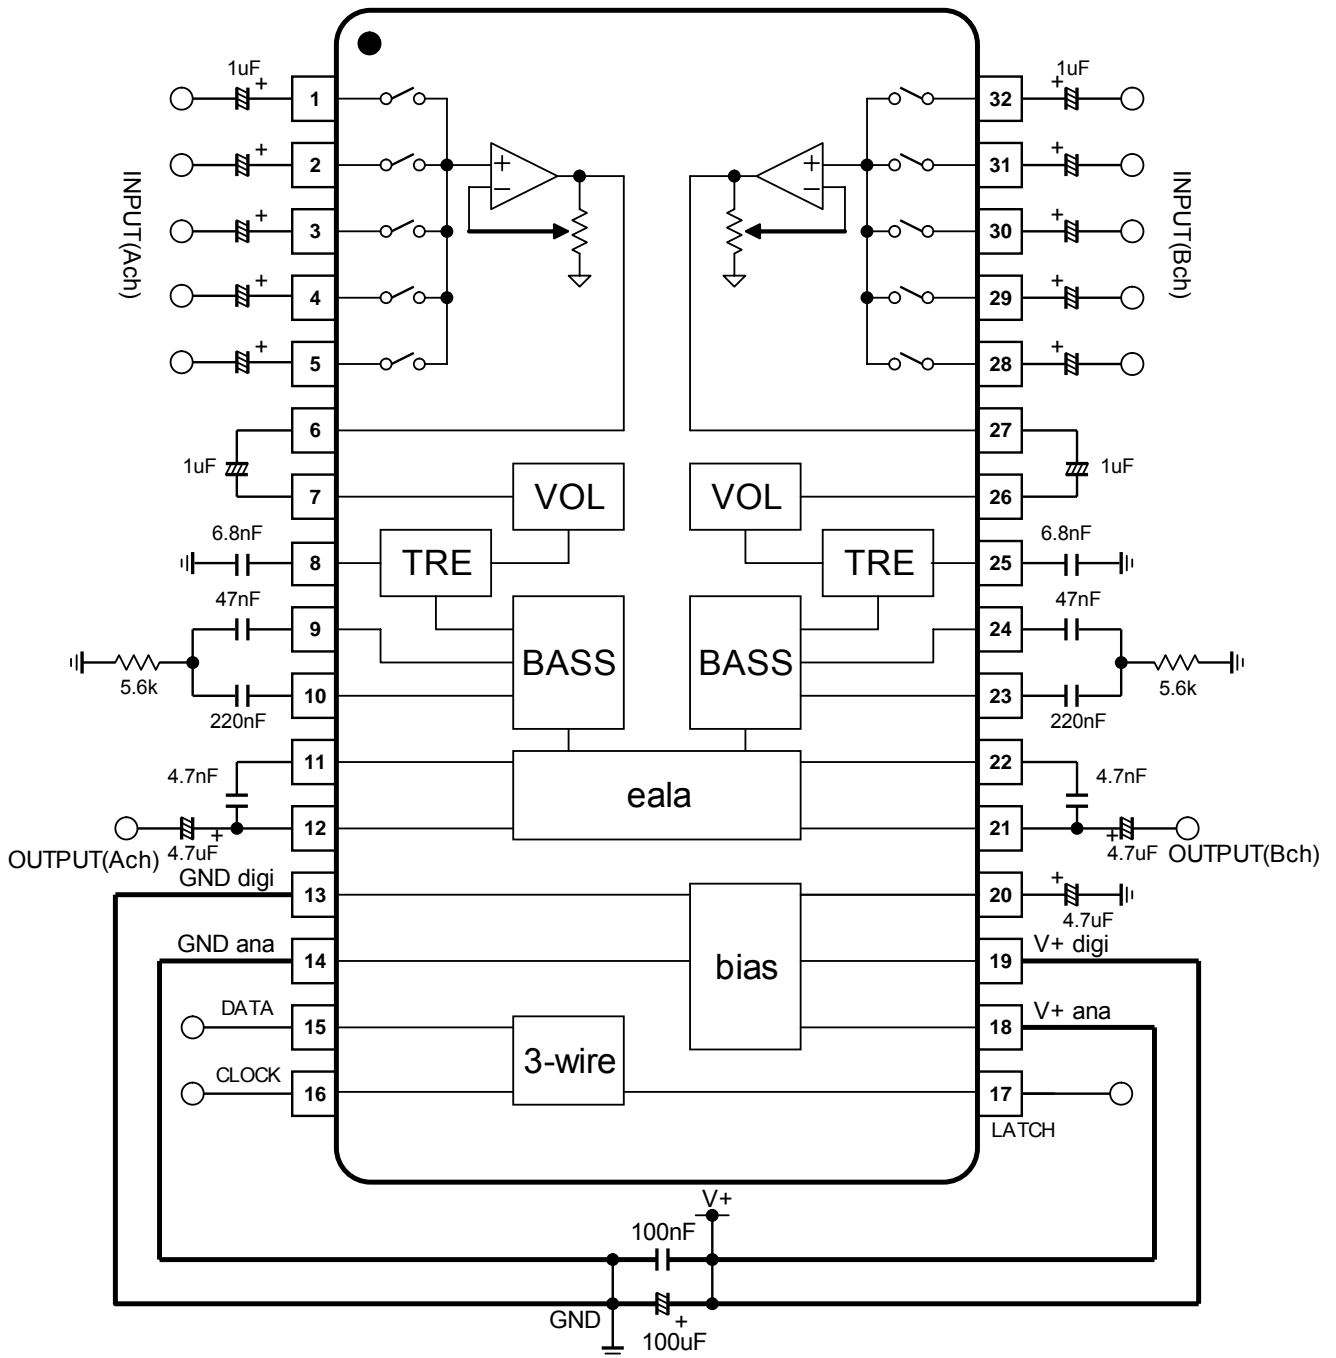 1uF + 1 32 + 1uF
+ 2 + − + − 31 +
INPUT(Ach)
INPUT(Bch)
+ 3 30 +
+ 4 29 +
+ 5 28 +
6 27
1uF 1uF
7 VOL VOL 26
6.8nF 6.8nF
8 TRE TRE 25
47nF 47nF
9 24
BASS BASS
5.6k 5.6k
10 23
220nF 220nF
11 22
4.7nF 4.7nF
eala
12 21
+ +
OUTPUT(Ach) 4.7uF 4.7uF OUTPUT(Bch)
GND digi 13 20 +
4.7uF
GND ana 14 bias 19 V+ digi
DATA 15 18 V+ ana
3-wire
CLOCK 16 17
LATCH
V+
100nF
GND +
100uF